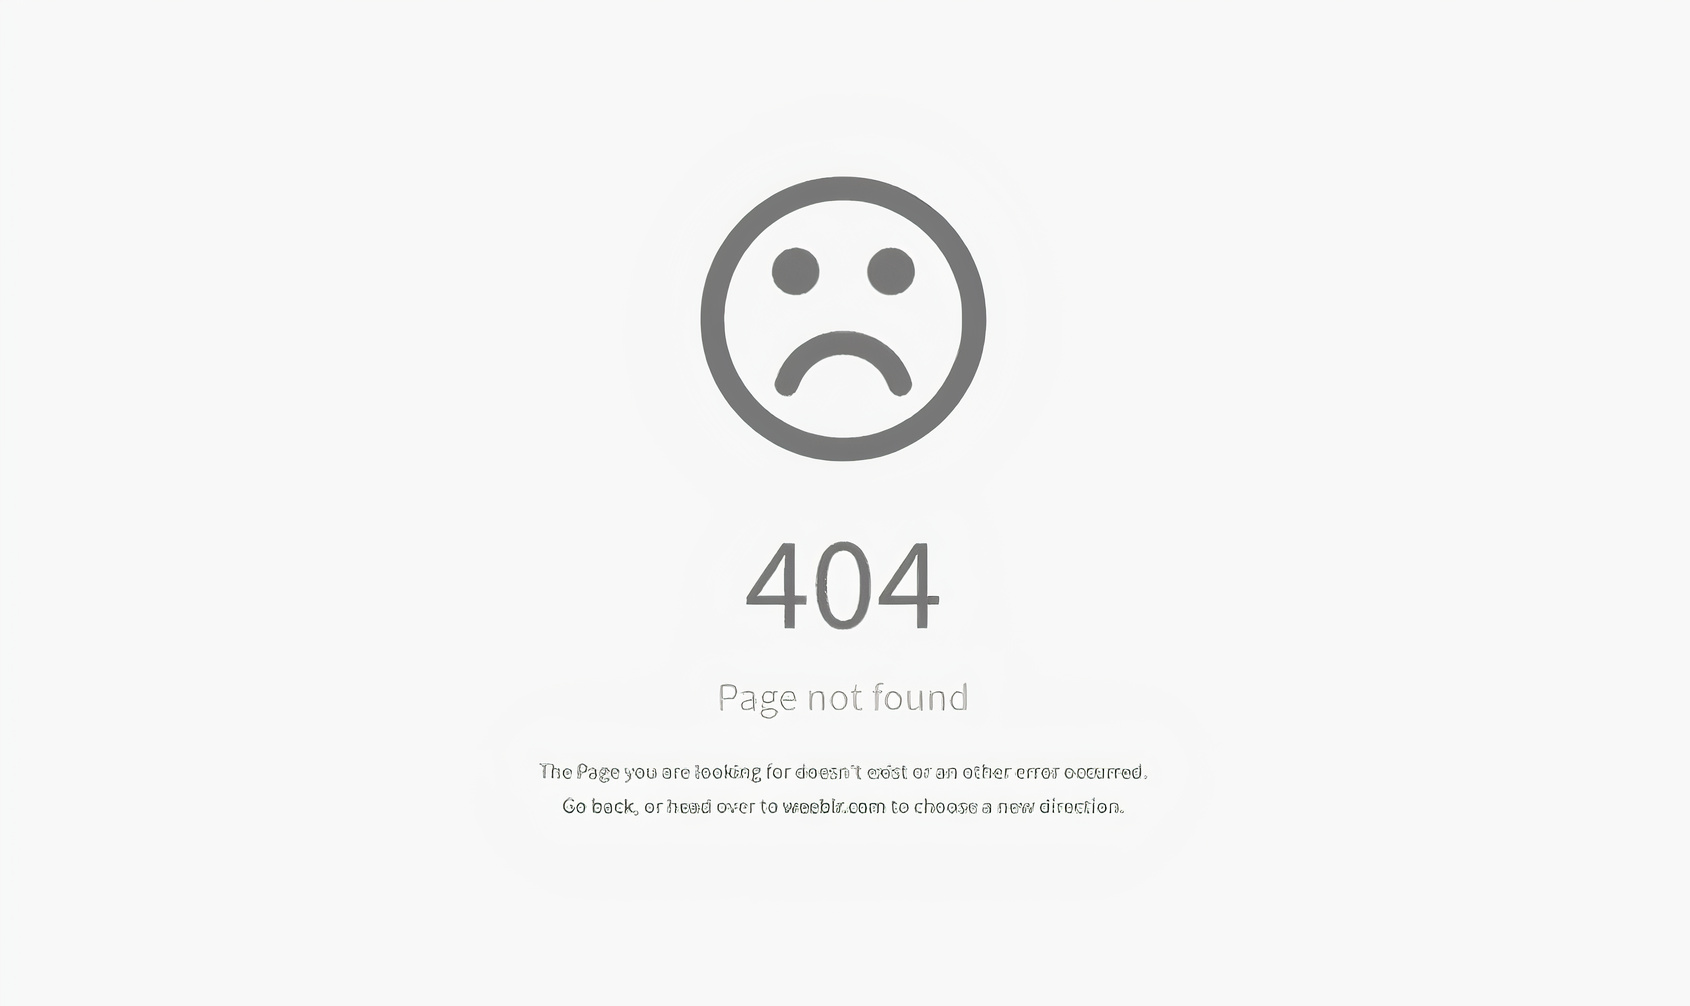 404
Page not found
The Page you are looking for doesn't exist or an other error occurred.
Go back, or head over to weeblr.com to choose a new direction.